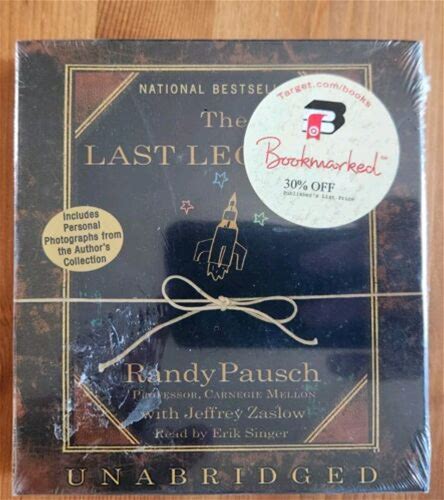 NATIONAL BESTSEL
The
LAST LEC
Target.com/books
B
Bookmarked
30% OFF
Publisher's List Price
Includes
Personal
Photographs from
the Author's
Collection
Randy Pausch
PROFESSOR, CARNEGIE MELLON
with Jeffrey Zaslow
Read by Erik Singer
UNABRIDGED